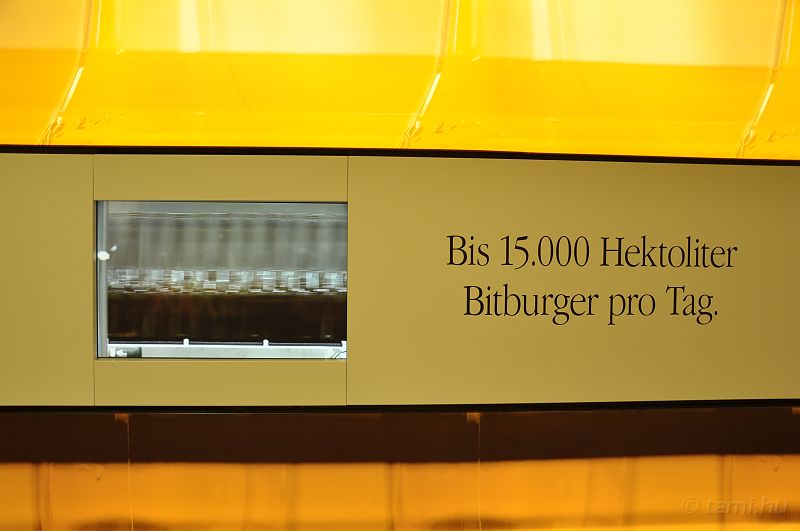 Bis 15.000 Hektoliter
Bitburger pro Tag.
© tami.hu